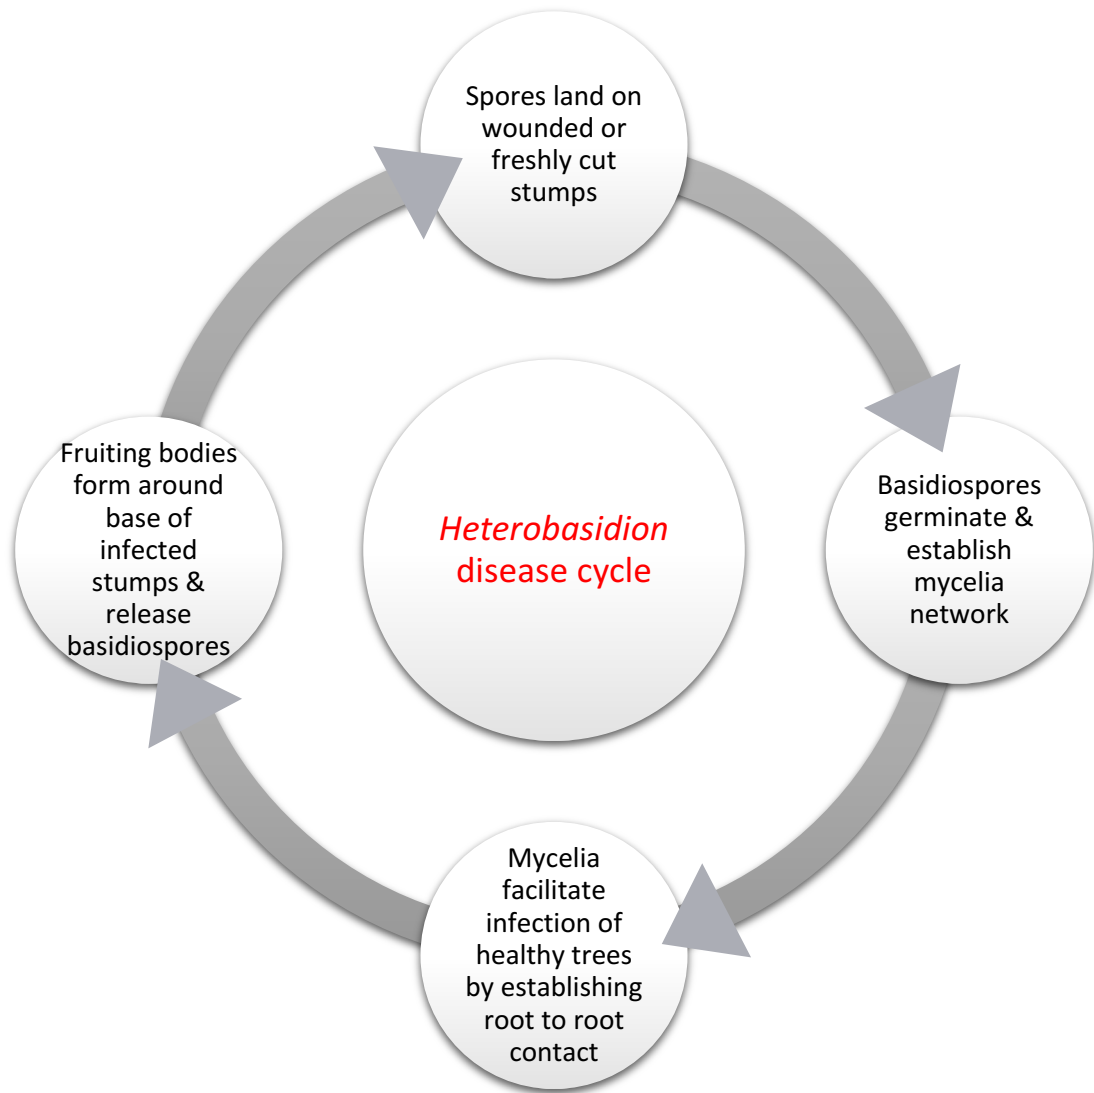 Spores land on
wounded or
freshly cut
stumps
Basidiospores
germinate &
establish
mycelia
network
Mycelia
facilitate
infection of
healthy trees
by establishing
root to root
contact
Fruiting bodies
form around
base of
infected
stumps &
release
basidiospores
Heterobasidion
disease cycle